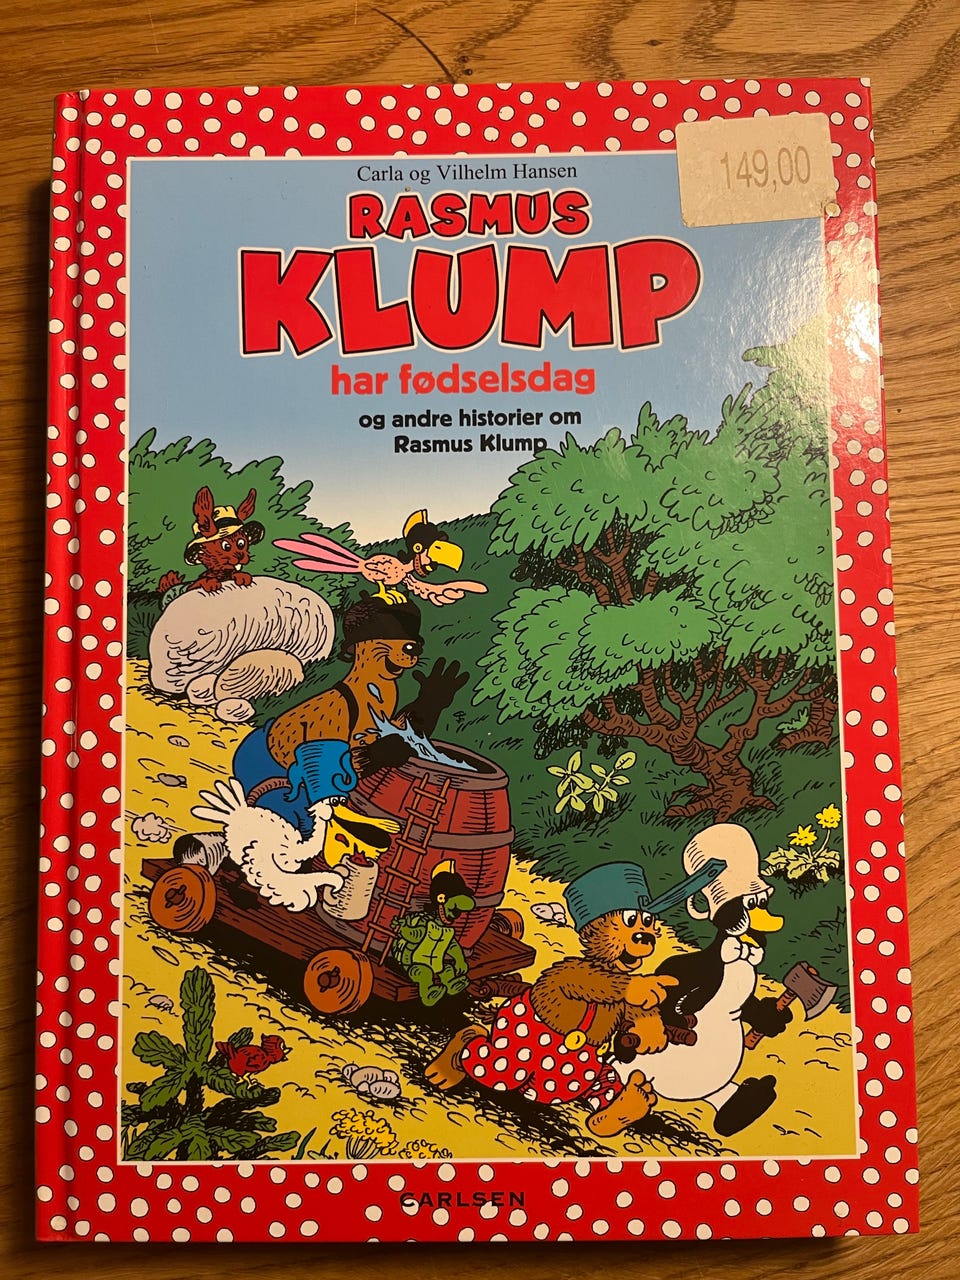 Carla og Vilhelm Hansen
149,00
RASMUS
KLUMP
har fødselsdag
og andre historier om
Rasmus Klump
CARLSEN